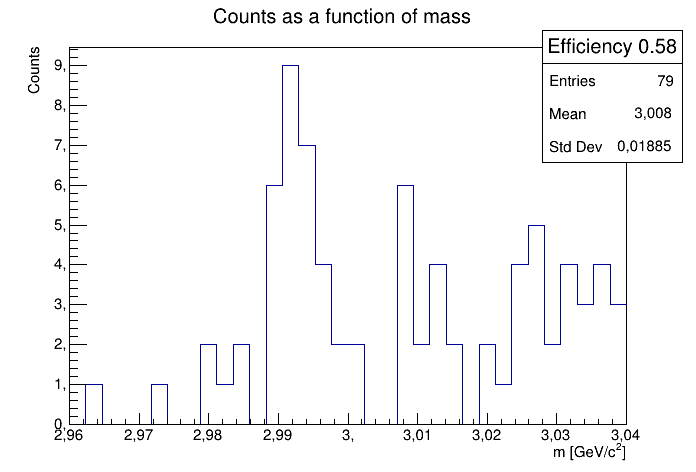 Counts as a function of mass
Efficiency 0.58
Entries 79
Mean 3,008
Std Dev 0,01885
Counts
9,
8,
7,
6,
5,
4,
3,
2,
1,
0,
2,96 2,97 2,98 2,99 3, 3,01 3,02 3,03 3,04
m [GeV/c²]